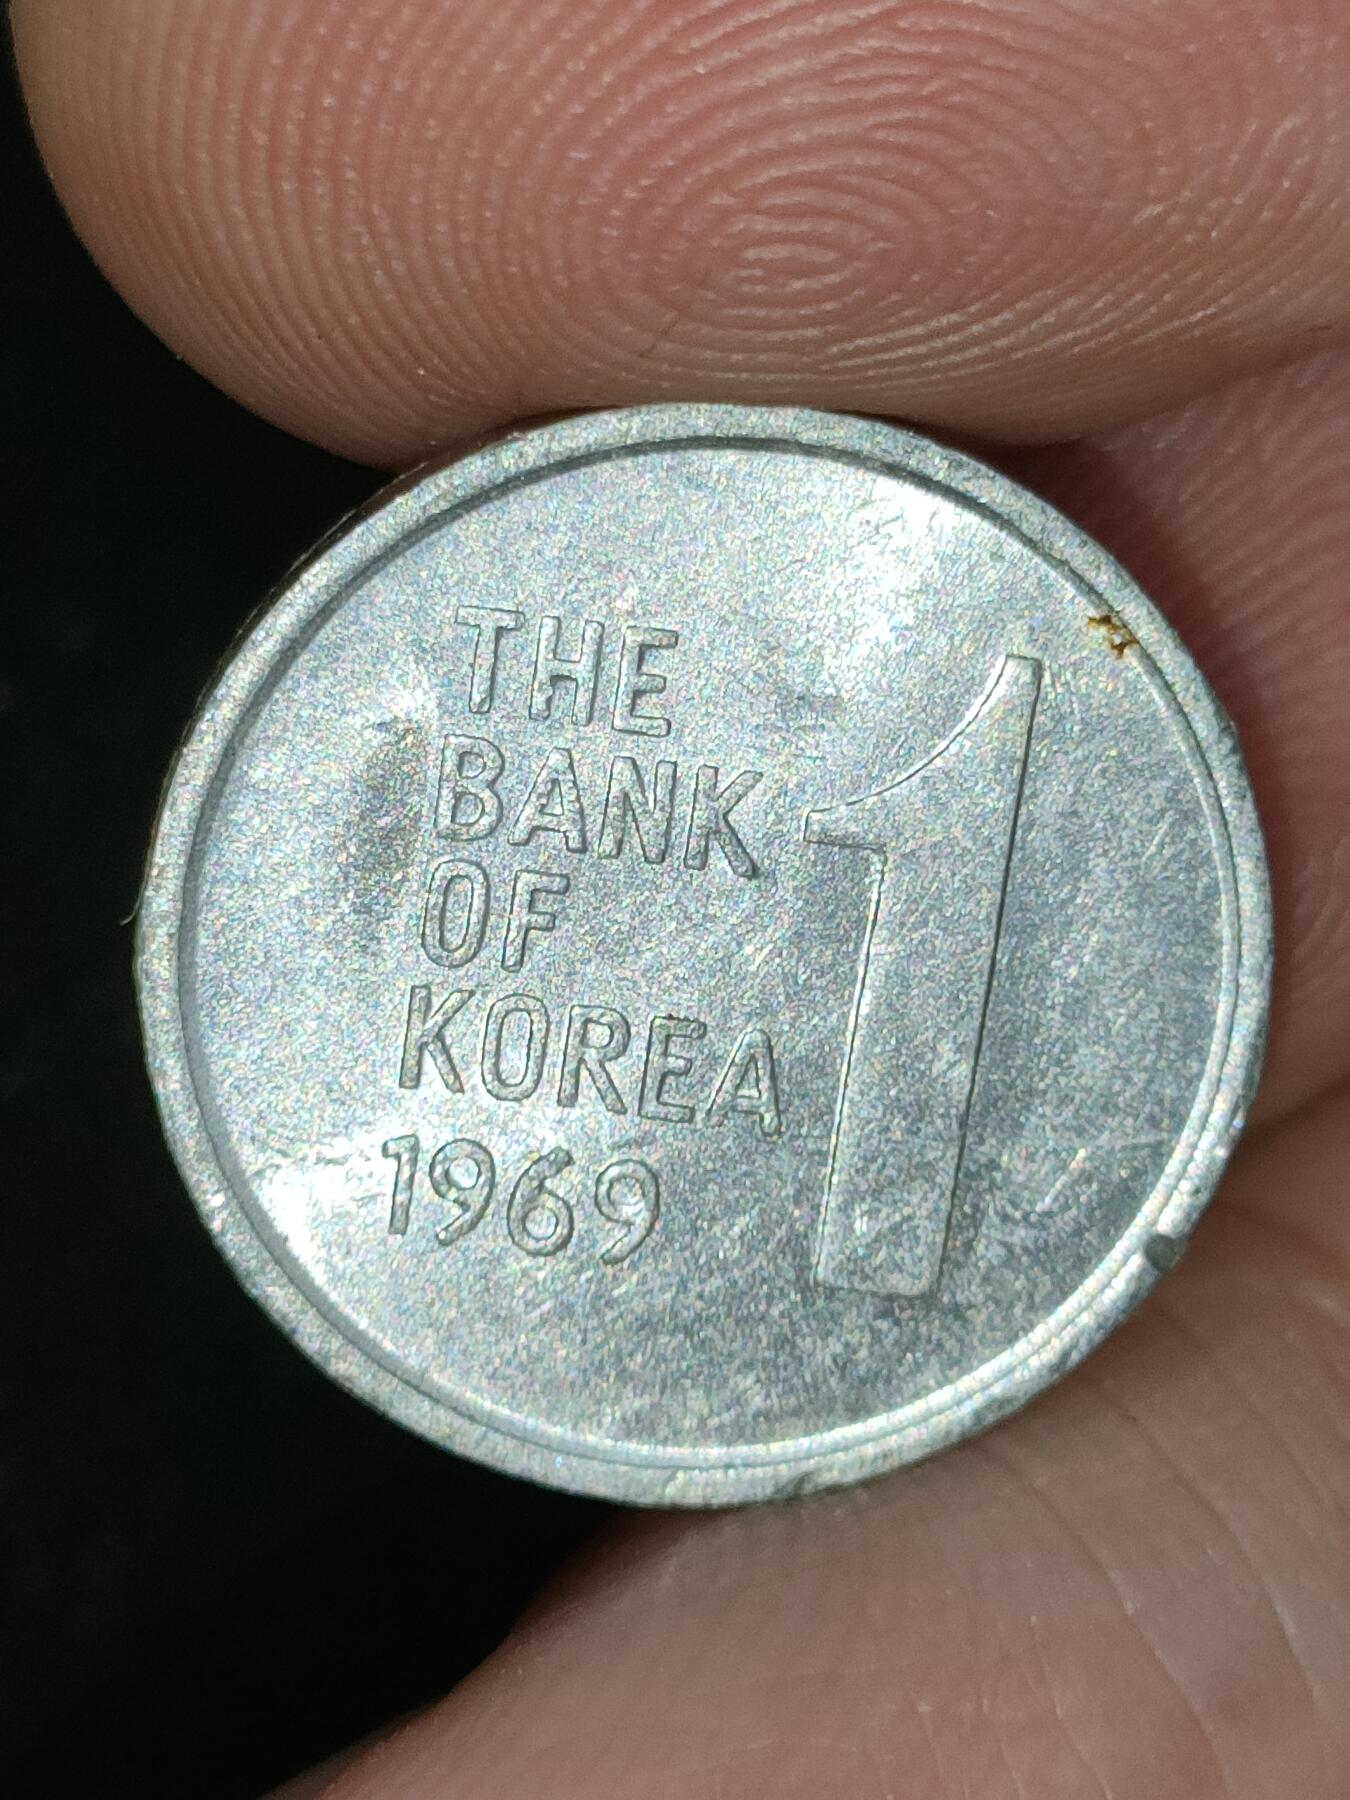 THE
BANK
OF
KOREA
1969
1